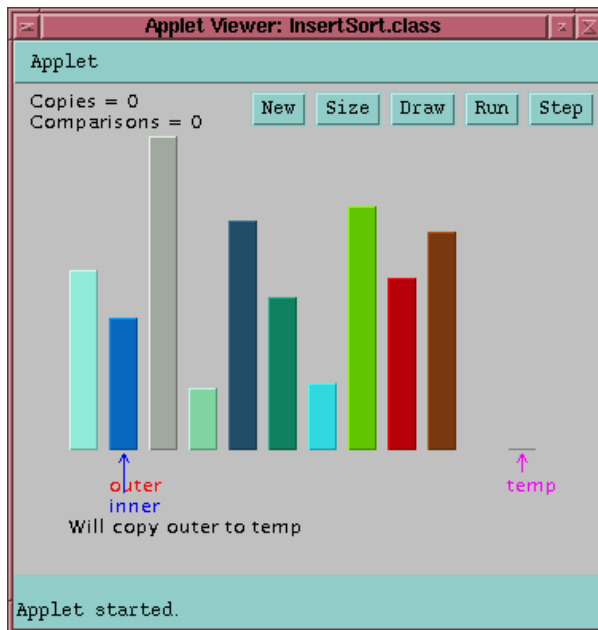 Applet Viewer: InsertSort.class
Applet
Copies = 0
Comparisons = 0
New Size Draw Run Step
outer
inner
temp
Will copy outer to temp
Applet started.